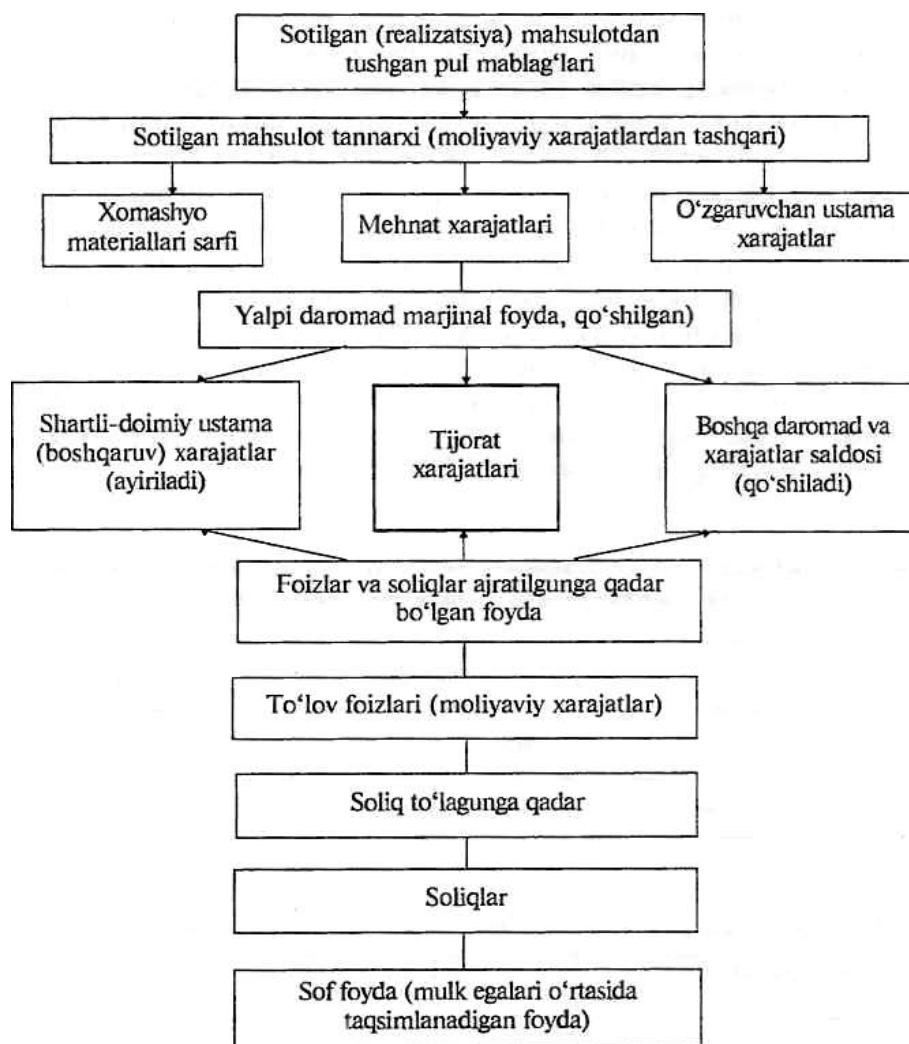 Sotilgan (realizatsiya) mahsulotdan
tushgan pul mablag‘lari
Sotilgan mahsulot tannarxi (moliyaviy xarajatlardan tashqari)
Xomashyo
materiallari sarfi
Mehnat xarajatlari
O‘zgaruvchan ustama
xarajatlar
Yalpi daromad marjinal foyda, qo‘shilgan)
Shartli-doimiy ustama
(boshqaruv) xarajatlar
(ayiriladi)
Tijorat
xarajatlari
Boshqa daromad va
xarajatlar saldosi
(qo‘shiladi)
Foizlar va soliqlar ajratilgunga qadar
bo‘lgan foyda
To‘lov foizlari (moliyaviy xarajatlar)
Soliq to‘lagunga qadar
Soliqlar
Sof foyda (mulk egalari o‘rtasida
taqsimlanadigan foyda)